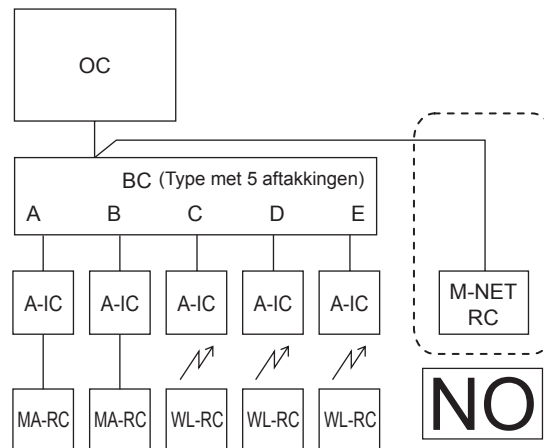 OC
BC (Type met 5 aftakkingen)
A B C D E
A-IC A-IC A-IC A-IC A-IC
M-NET
RC
MA-RC MA-RC WL-RC WL-RC WL-RC
NO